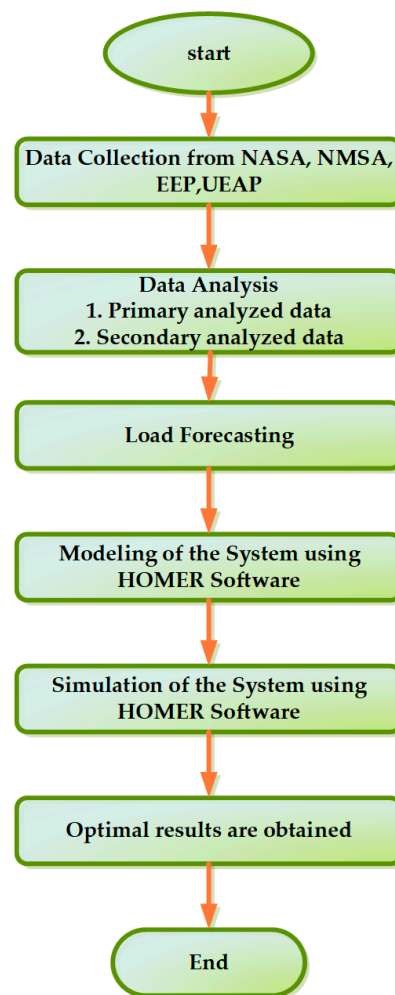 start
Data Collection from NASA, NMSA,
EEP,UEAP
Data Analysis
1. Primary analyzed data
2. Secondary analyzed data
Load Forecasting
Modeling of the System using
HOMER Software
Simulation of the System using
HOMER Software
Optimal results are obtained
End